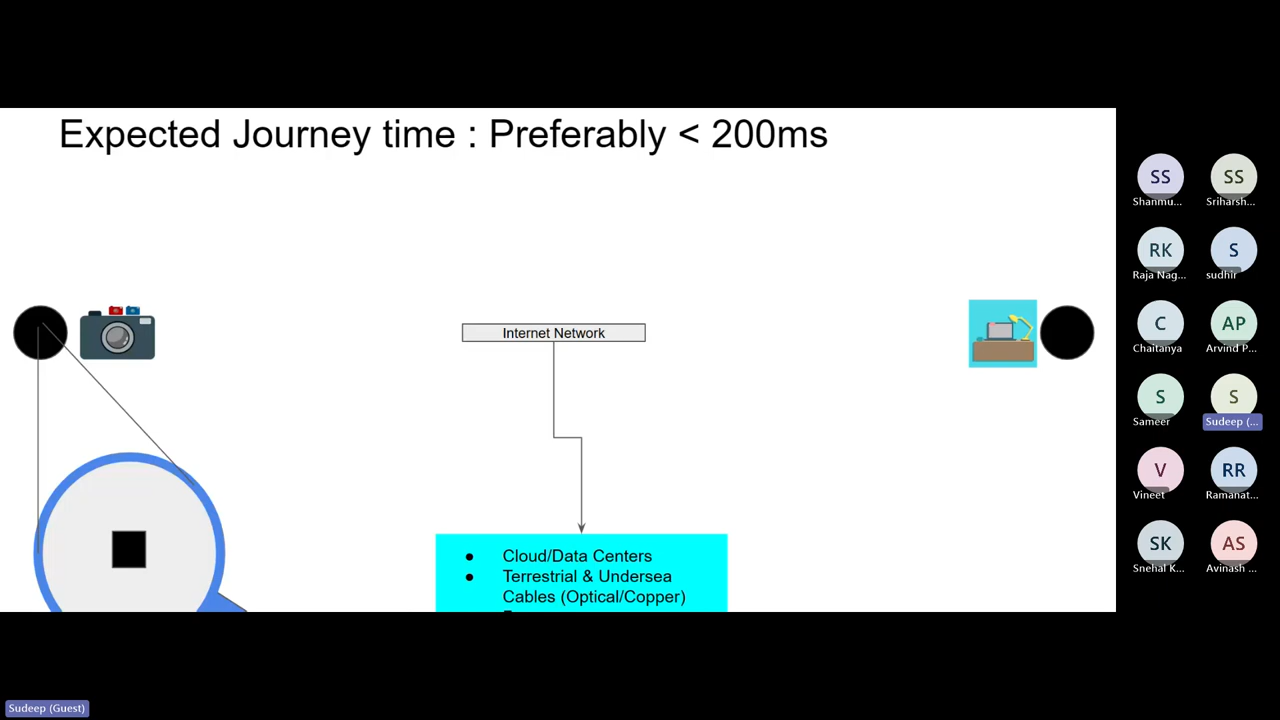 Expected Journey time : Preferably < 200ms
Internet Network
● Cloud/Data Centers
● Terrestrial & Undersea
Cables (Optical/Copper)
SS
SS
Shanmu...
Sriharsh...
RK
S
Raja Nag...
sudhir
C
AP
Chaitanya
Arvind P...
S
S
Sameer
Sudeep (...
V
RR
Vineet
Ramanat...
SK
AS
Snehal K...
Avinash ...
Sudeep (Guest)